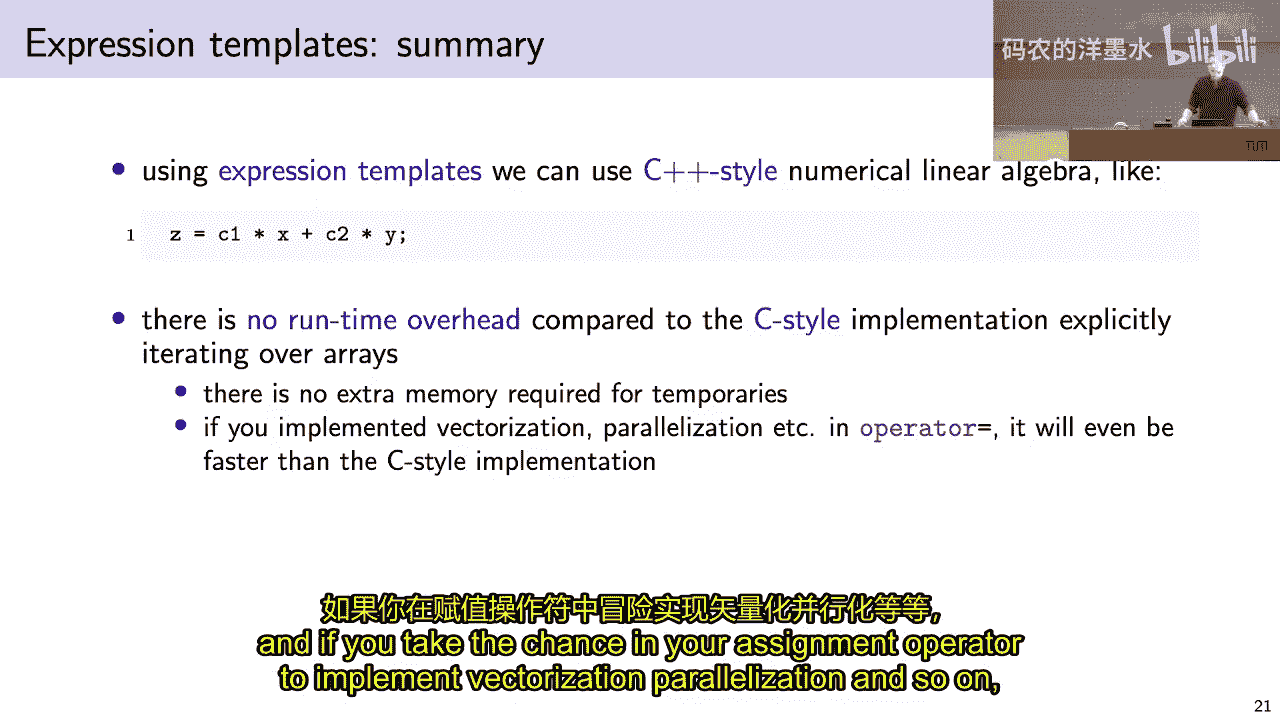 Expression templates: summary
码农的洋墨水 bilibili
• using expression templates we can use C++-style numerical linear algebra, like:
1 z = c1 * x + c2 * y;
• there is no run-time overhead compared to the C-style implementation explicitly
iterating over arrays
• there is no extra memory required for temporaries
• if you implemented vectorization, parallelization etc. in operator=, it will even be
faster than the C-style implementation
如果你在赋值操作符中冒险实现矢量化并行化等等,
and if you take the chance in your assignment operator
to implement vectorization parallelization and so on,
21